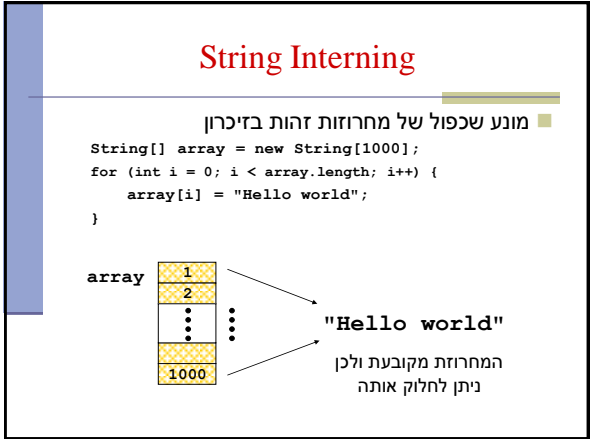 String Interning
מונע שכפול של מחרוזות זהות בזיכרון
String[] array = new String[1000];
for (int i = 0; i < array.length; i++) {
array[i] = "Hello world";
}
array
1
2
1000
"Hello world"
המחרוזת מקובעת ולכן
ניתן לחלוק אותה